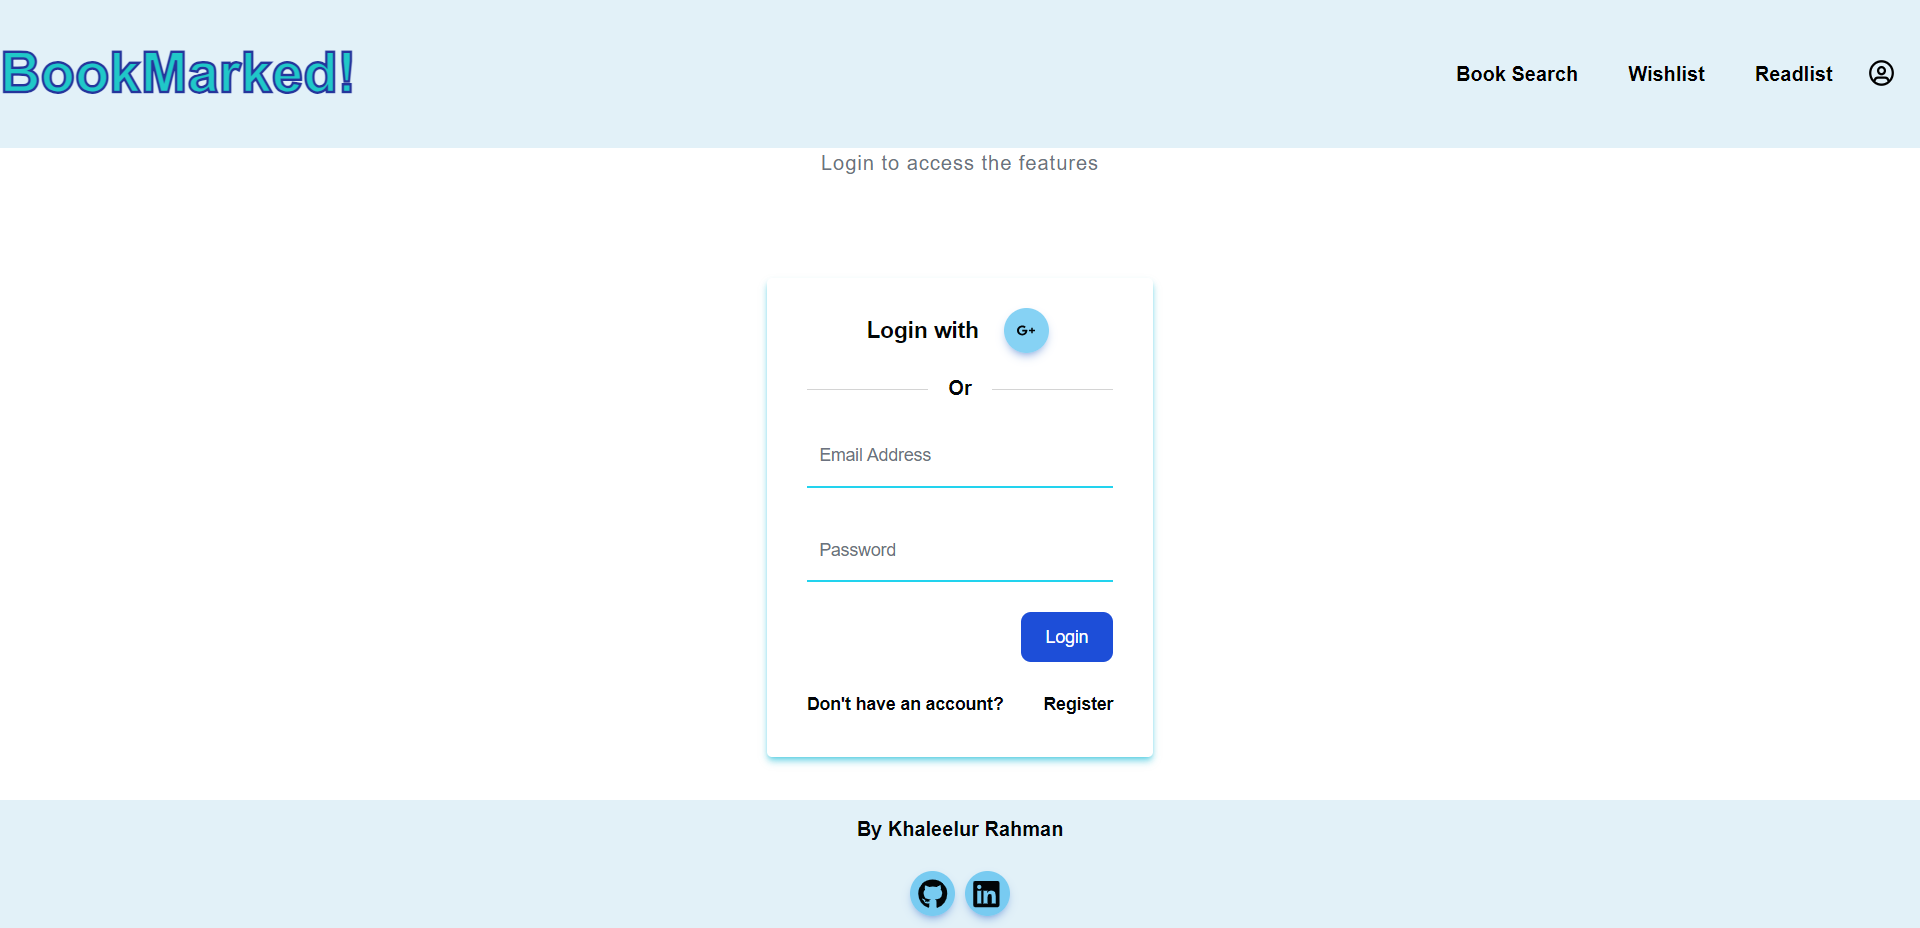 BookMarked!
Book Search Wishlist Readlist
Login to access the features
Login with G+
Or
Email Address
Password
Login
Don't have an account? Register
By Khaleelur Rahman
in